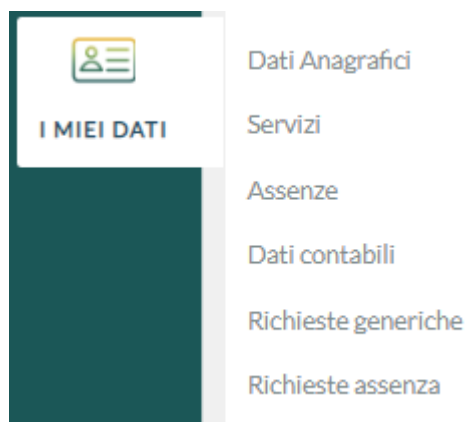 I MIEI DATI
Dati Anagrafici
Servizi
Assenze
Dati contabili
Richieste generiche
Richieste assenza